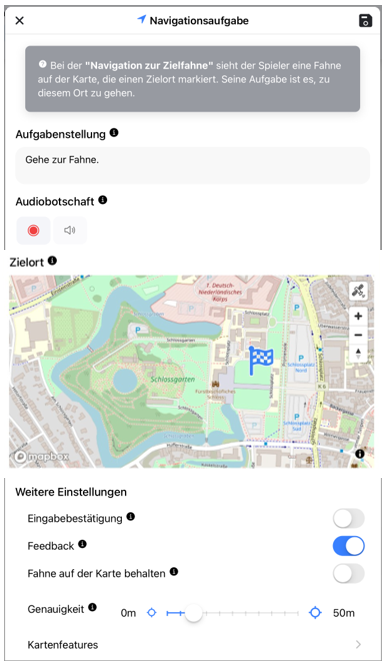 Navigationsaufgabe
Bei der "Navigation zur Zielfahne" sieht der Spieler eine Fahne
auf der Karte, die einen Zielort markiert. Seine Aufgabe ist es, zu
diesem Ort zu gehen.
Aufgabenstellung
Gehe zur Fahne.
Audiobotschaft
Zielort
1. Deutsch-
Niederländisches
Korps
P
P
Schlossgarten
Schlossgarten
Fürstbischöfliches
Schloss
P
Schlossplatz
Nord
P
Schlossplatz
Süd
P
Hüfferstraße
mapbox
Weitere Einstellungen
Eingabebestätigung
Feedback
Fahne auf der Karte behalten
Genauigkeit
0m
50m
Kartenfeatures